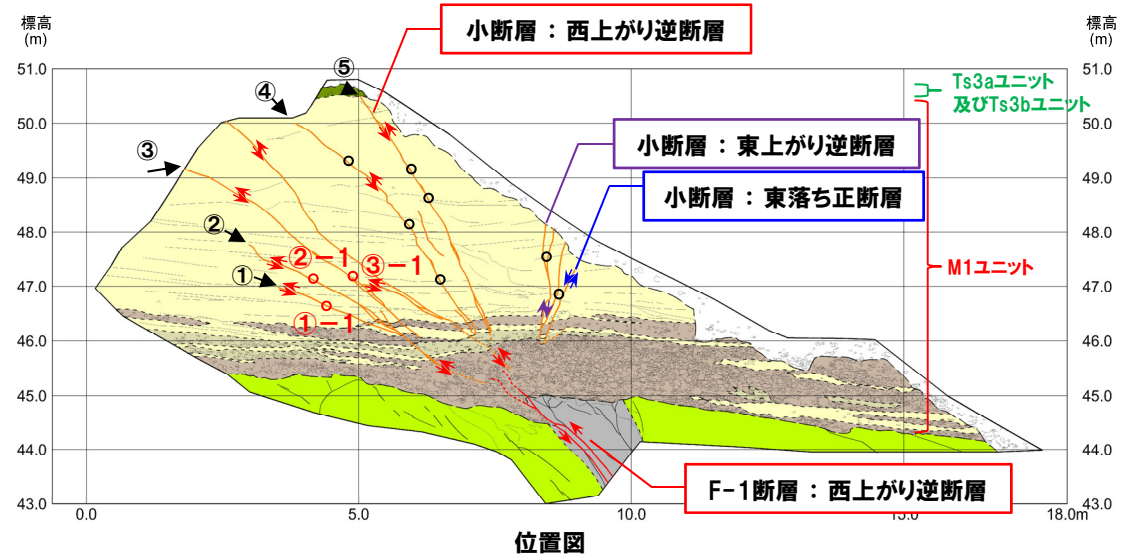 標高
(m)
標高
(m)
小断層 : 西上がり逆断層
51.0
51.0
⑤
Ts3aユニット
及びTs3bユニット
④
50.0
50.0
小断層 : 東上がり逆断層
③
49.0
49.0
小断層 : 東落ち正断層
②
48.0
48.0
②-1
③-1
①
47.0
47.0
M1ユニット
①-1
46.0
46.0
45.0
45.0
44.0
44.0
F-1断層 : 西上がり逆断層
43.0
43.0
0.0
5.0
10.0
15.0
18.0m
位置図